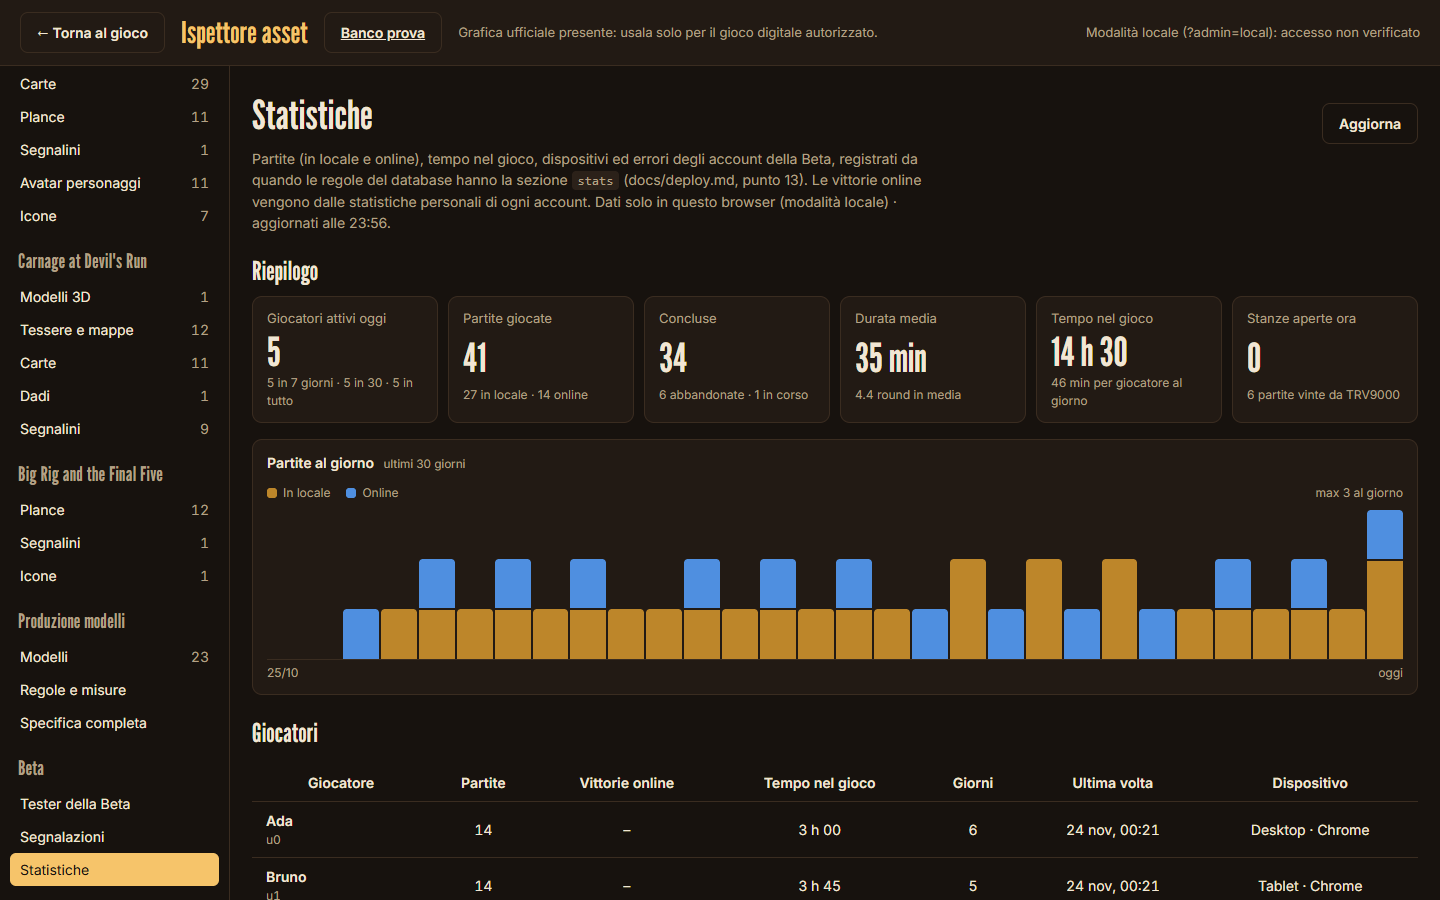 ← Torna al gioco
Ispettore asset
Banco prova
Grafica ufficiale presente: usala solo per il gioco digitale autorizzato.
Modalità locale (?admin=local): accesso non verificato
Carte 29
Plance 11
Segnalini 1
Avatar personaggi 11
Icone 7
Carnage at Devil's Run
Modelli 3D 1
Tessere e mappe 12
Carte 11
Dadi 1
Segnalini 9
Big Rig and the Final Five
Plance 12
Segnalini 1
Icone 1
Produzione modelli
Modelli 23
Regole e misure
Specifica completa
Beta
Tester della Beta
Segnalazioni
Statistiche
Statistiche
Aggiorna
Partite (in locale e online), tempo nel gioco, dispositivi ed errori degli account della Beta, registrati da
quando le regole del database hanno la sezione stats (docs/deploy.md, punto 13). Le vittorie online
vengono dalle statistiche personali di ogni account. Dati solo in questo browser (modalità locale) ·
aggiornati alle 23:56.
Riepilogo
Giocatori attivi oggi
5
5 in 7 giorni · 5 in 30 · 5 in
tutto
Partite giocate
41
27 in locale · 14 online
Concluse
34
6 abbandonate · 1 in corso
Durata media
35 min
4.4 round in media
Tempo nel gioco
14 h 30
46 min per giocatore al
giorno
Stanze aperte ora
0
6 partite vinte da TRV9000
Partite al giorno ultimi 30 giorni
In locale Online
max 3 al giorno
25/10
oggi
Giocatori
Giocatore Partite Vittorie online Tempo nel gioco Giorni Ultima volta Dispositivo
Ada
u0
14 – 3 h 00 6 24 nov, 00:21 Desktop · Chrome
Bruno
u1
14 – 3 h 45 5 24 nov, 00:21 Tablet · Chrome